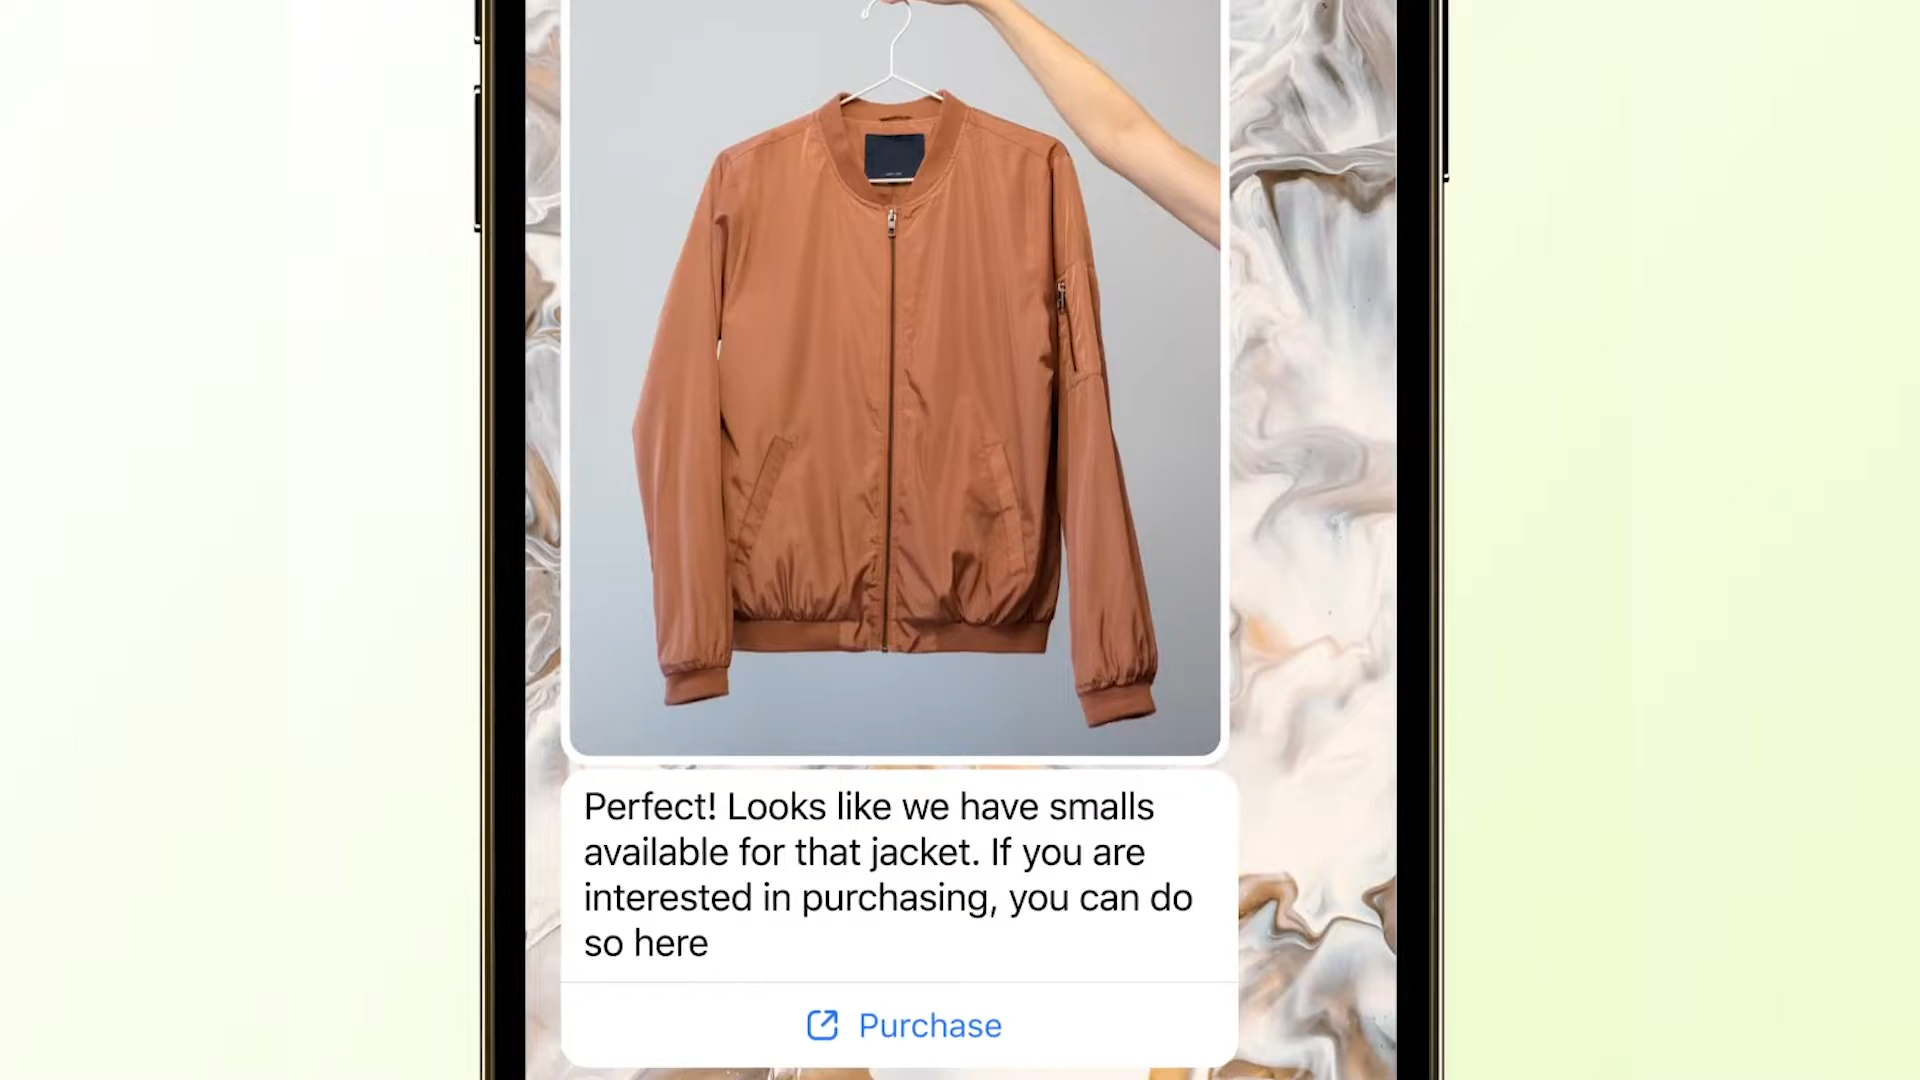 Perfect! Looks like we have smalls
available for that jacket. If you are
interested in purchasing, you can do
so here
Purchase